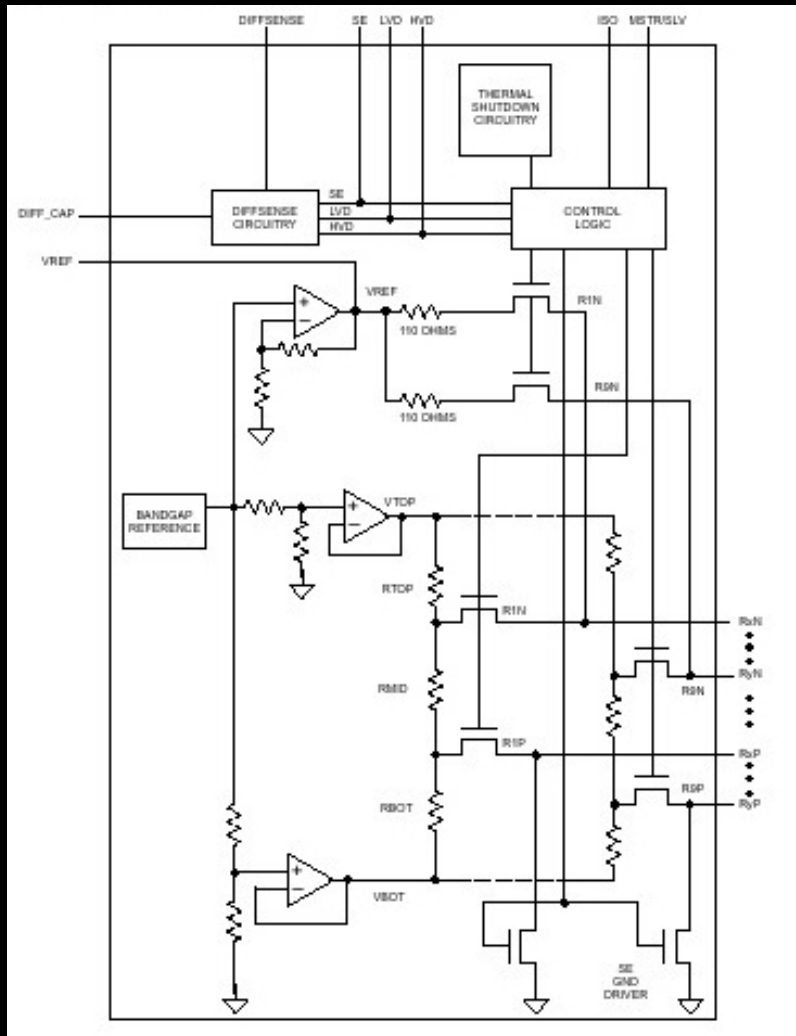 DIFFSENSE SE LVD HVD ISO MSTR/SLV
THERMAL
SHUTDOWN
CIRCUITRY
DIFF_CAP
DIFFSENSE
CIRCUITRY
SE
LVD
HVD
CONTROL
LOGIC
VREF
VREF
110 OHMS
R1N
110 OHMS
R9N
BANDGAP
REFERENCE
VTOP
RTOP
R1N
RxN
RMID
RyN
R9N
R1P
RxP
RBOT
R9P
RyP
VBOT
SE
GND
DRIVER
+
−
+
−
+
−